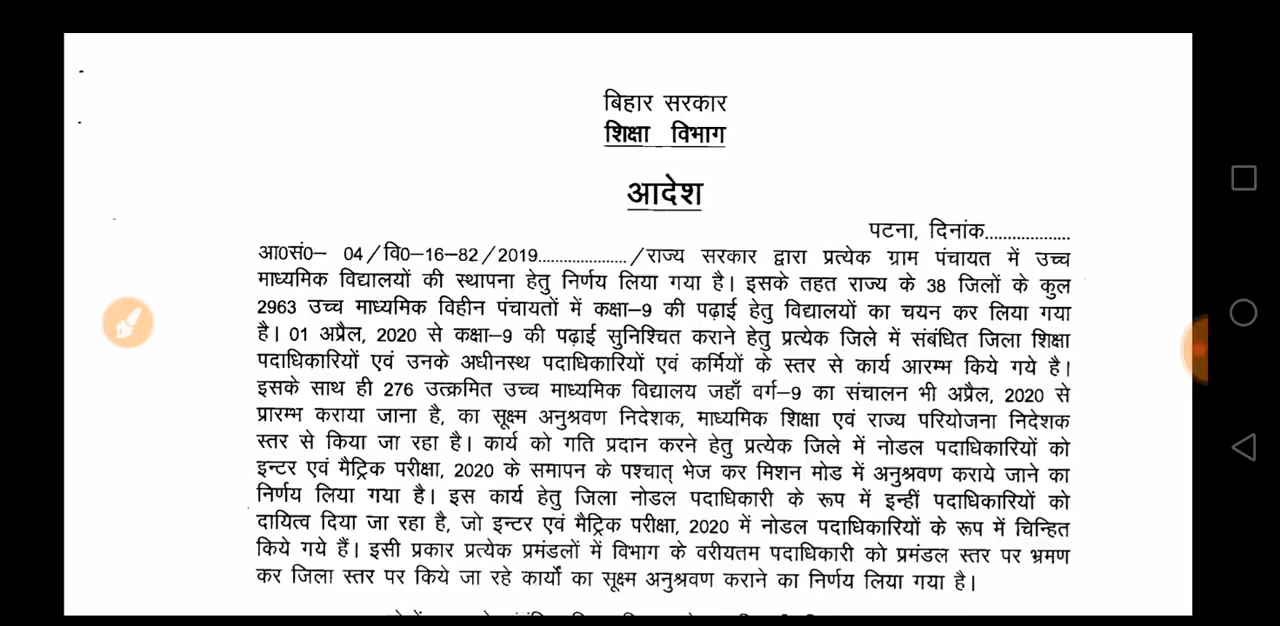 बिहार सरकार
शिक्षा विभाग
आदेश
पटना, दिनांक...................
आ0सं0– 04/वि0–16–82/2019...................../राज्य सरकार द्वारा प्रत्येक ग्राम पंचायत में उच्च
माध्यमिक विद्यालयों की स्थापना हेतु निर्णय लिया गया है। इसके तहत राज्य के 38 जिलों के कुल
2963 उच्च माध्यमिक विहीन पंचायतों में कक्षा–9 की पढ़ाई हेतु विद्यालयों का चयन कर लिया गया
है। 01 अप्रैल, 2020 से कक्षा–9 की पढ़ाई सुनिश्चित कराने हेतु प्रत्येक जिले में संबंधित जिला शिक्षा
पदाधिकारियों एवं उनके अधीनस्थ पदाधिकारियों एवं कर्मियों के स्तर से कार्य आरम्भ किये गये है।
इसके साथ ही 276 उत्क्रमित उच्च माध्यमिक विद्यालय जहाँ वर्ग–9 का संचालन भी अप्रैल, 2020 से
प्रारम्भ कराया जाना है, का सूक्ष्म अनुश्रवण निदेशक, माध्यमिक शिक्षा एवं राज्य परियोजना निदेशक
स्तर से किया जा रहा है। कार्य को गति प्रदान करने हेतु प्रत्येक जिले में नोडल पदाधिकारियों को
इन्टर एवं मैट्रिक परीक्षा, 2020 के समापन के पश्चात् भेज कर मिशन मोड में अनुश्रवण कराये जाने का
निर्णय लिया गया है। इस कार्य हेतु जिला नोडल पदाधिकारी के रूप में इन्हीं पदाधिकारियों को
दायित्व दिया जा रहा है, जो इन्टर एवं मैट्रिक परीक्षा, 2020 में नोडल पदाधिकारियों के रूप में चिन्हित
किये गये हैं। इसी प्रकार प्रत्येक प्रमंडलों में विभाग के वरीयतम पदाधिकारी को प्रमंडल स्तर पर भ्रमण
कर जिला स्तर पर किये जा रहे कार्यों का सूक्ष्म अनुश्रवण कराने का निर्णय लिया गया है।